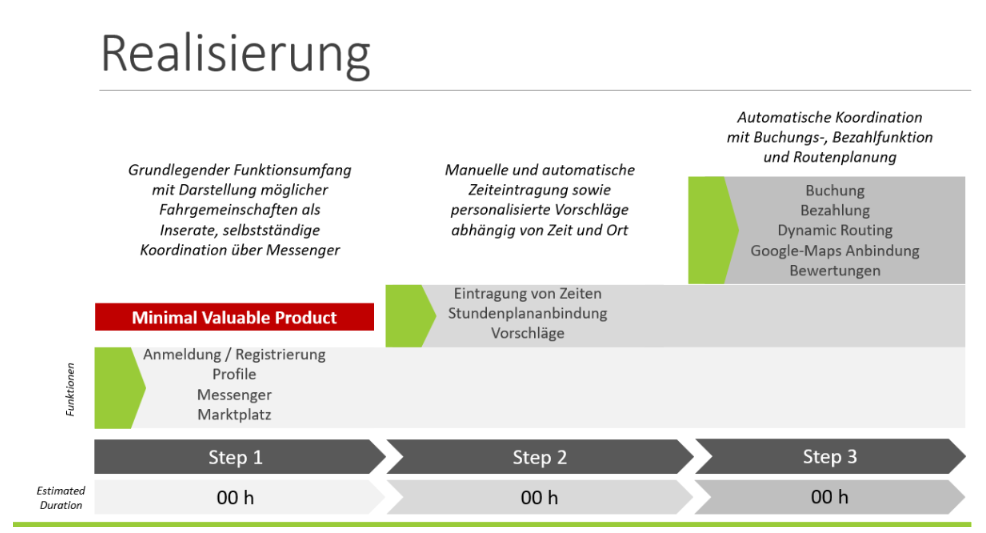 Realisierung
Grundlegender Funktionsumfang
mit Darstellung möglicher
Fahrgemeinschaften als
Inserate, selbstständige
Koordination über Messenger
Manuelle und automatische
Zeiteintragung sowie
personalisierte Vorschläge
abhängig von Zeit und Ort
Automatische Koordination
mit Buchungs-, Bezahlfunktion
und Routenplanung
Buchung
Bezahlung
Dynamic Routing
Google-Maps Anbindung
Bewertungen
Minimal Valuable Product
Eintragung von Zeiten
Stundenplananbindung
Vorschläge
Funktionen
Anmeldung / Registrierung
Profile
Messenger
Marktplatz
Step 1
Step 2
Step 3
Estimated
Duration
00 h
00 h
00 h